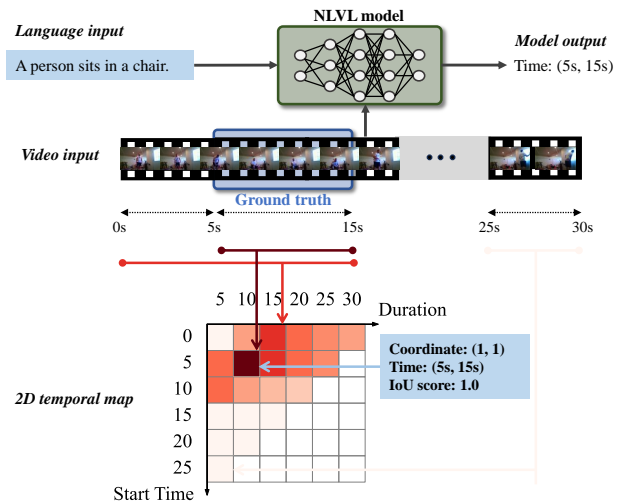 NLVL model
Language input
A person sits in a chair.
Model output
Time: (5s, 15s)
Video input
Ground truth
0s 5s 15s 25s 30s
5 10 15 20 25 30
Duration
0
5
10
15
20
25
Coordinate: (1, 1)
Time: (5s, 15s)
IoU score: 1.0
2D temporal map
Start Time